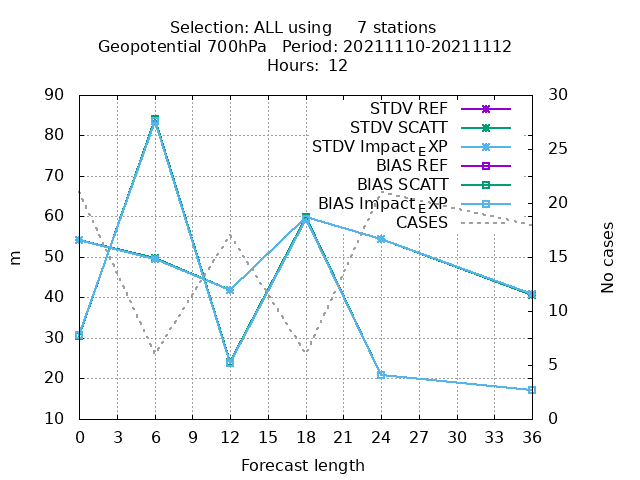 Selection: ALL using     7 stations
Geopotential 700hPa   Period: 20211110-20211112
Hours:  12
90
80
70
60
50
40
30
20
10
30
25
20
15
10
5
0
m
No cases
STDV REF
STDV SCATT
STDV Impact_EXP
BIAS REF
BIAS SCATT
BIAS Impact_EXP
CASES
0 3 6 9 12 15 18 21 24 27 30 33 36
Forecast length